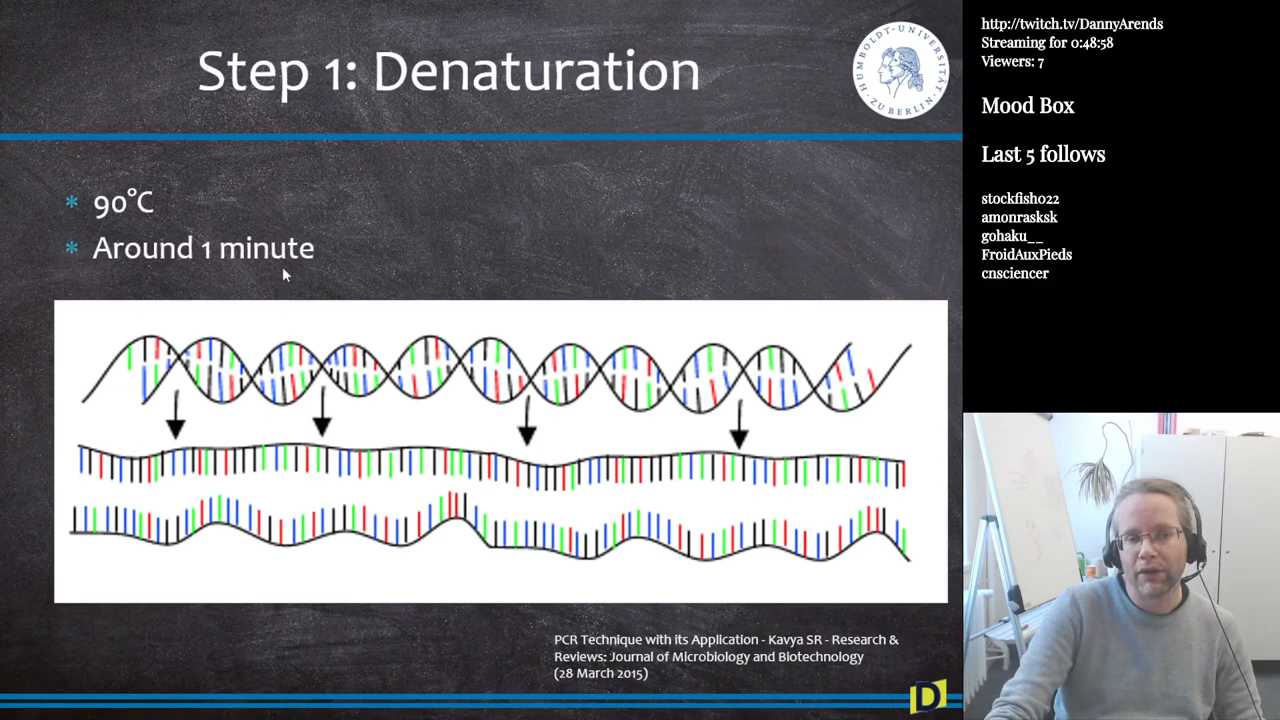 Step 1: Denaturation
HUMBOLDT-UNIVERSITÄT
ZU BERLIN
90°C
Around 1 minute
PCR Technique with its Application - Kavya SR - Research &
Reviews: Journal of Microbiology and Biotechnology
(28 March 2015)
D
http://twitch.tv/DannyArends
Streaming for 0:48:58
Viewers: 7
Mood Box
Last 5 follows
stockfish022
amonrasksk
gohaku__
FroidAuxPieds
cnsciencer